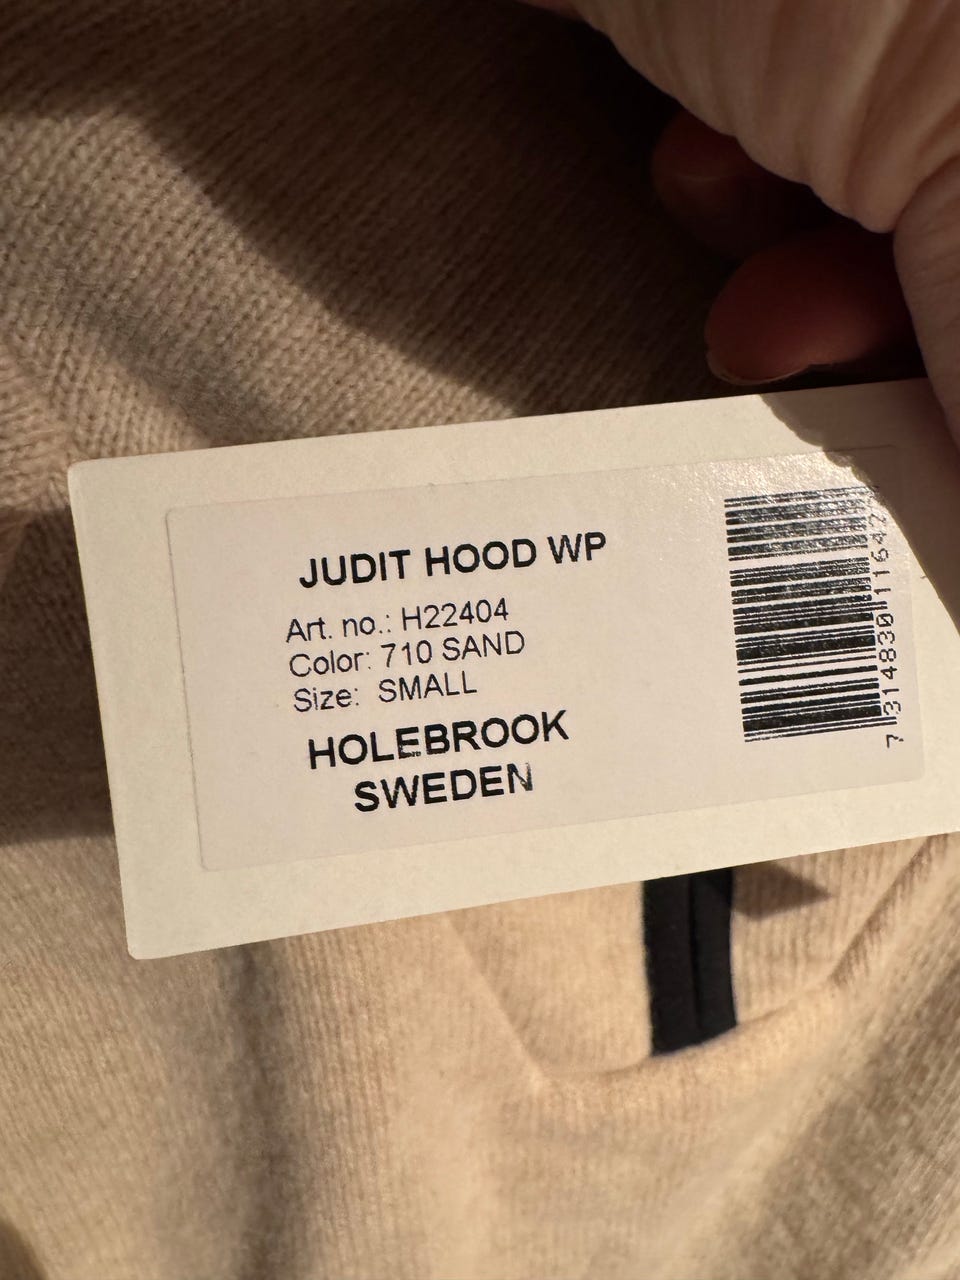 JUDIT HOOD WP
Art. no.: H22404
Color: 710 SAND
Size: SMALL
HOLEBROOK
SWEDEN